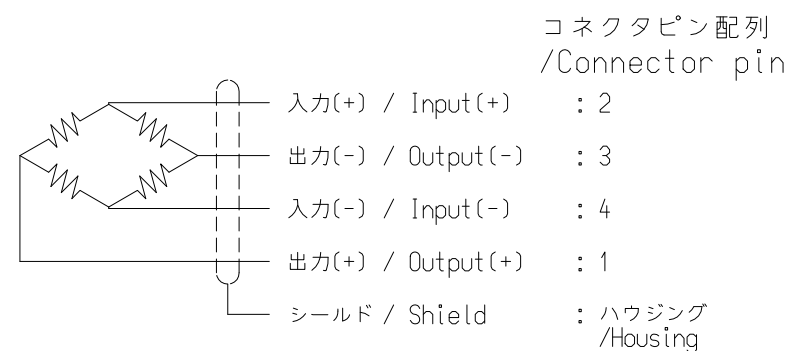 コネクタピン配列
/Connector pin
入力(+) / Input(+) : 2
出力(-) / Output(-) : 3
入力(-) / Input(-) : 4
出力(+) / Output(+) : 1
シールド / Shield : ハウジング
/Housing